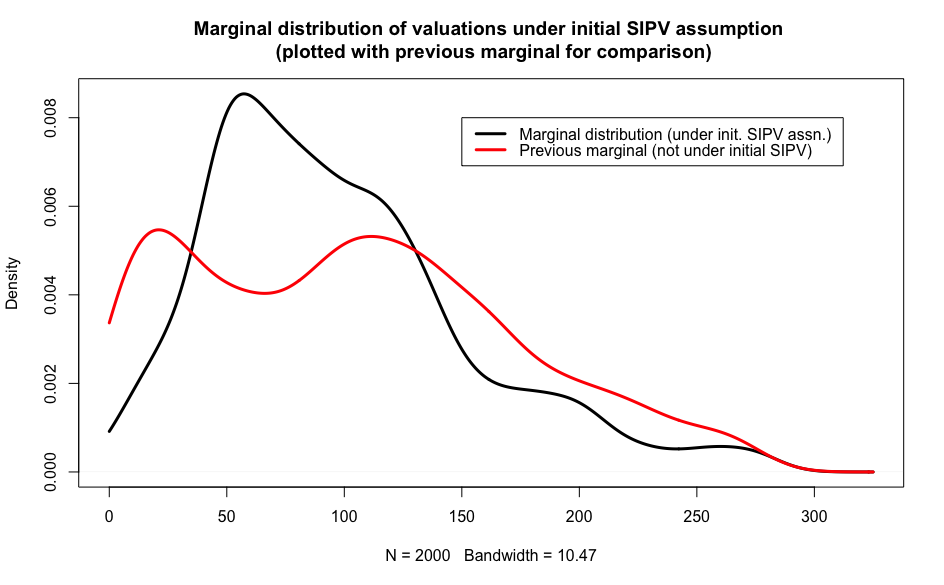 Marginal distribution of valuations under initial SIPV assumption
(plotted with previous marginal for comparison)
Marginal distribution (under init. SIPV assn.)
Previous marginal (not under initial SIPV)
Density
0.008
0.006
0.004
0.002
0.000
0 50 100 150 200 250 300
N = 2000 Bandwidth = 10.47